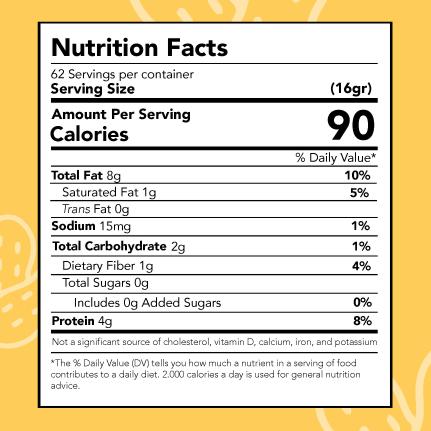 Nutrition Facts
62 Servings per container
Serving Size (16gr)
Amount Per Serving
Calories 90
% Daily Value*
Total Fat 8g 10%
Saturated Fat 1g 5%
Trans Fat 0g
Sodium 15mg 1%
Total Carbohydrate 2g 1%
Dietary Fiber 1g 4%
Total Sugars 0g
Includes 0g Added Sugars 0%
Protein 4g 8%
Not a significant source of cholesterol, vitamin D, calcium, iron, and potassium
*The % Daily Value (DV) tells you how much a nutrient in a serving of food
contributes to a daily diet. 2.000 calories a day is used for general nutrition
advice.